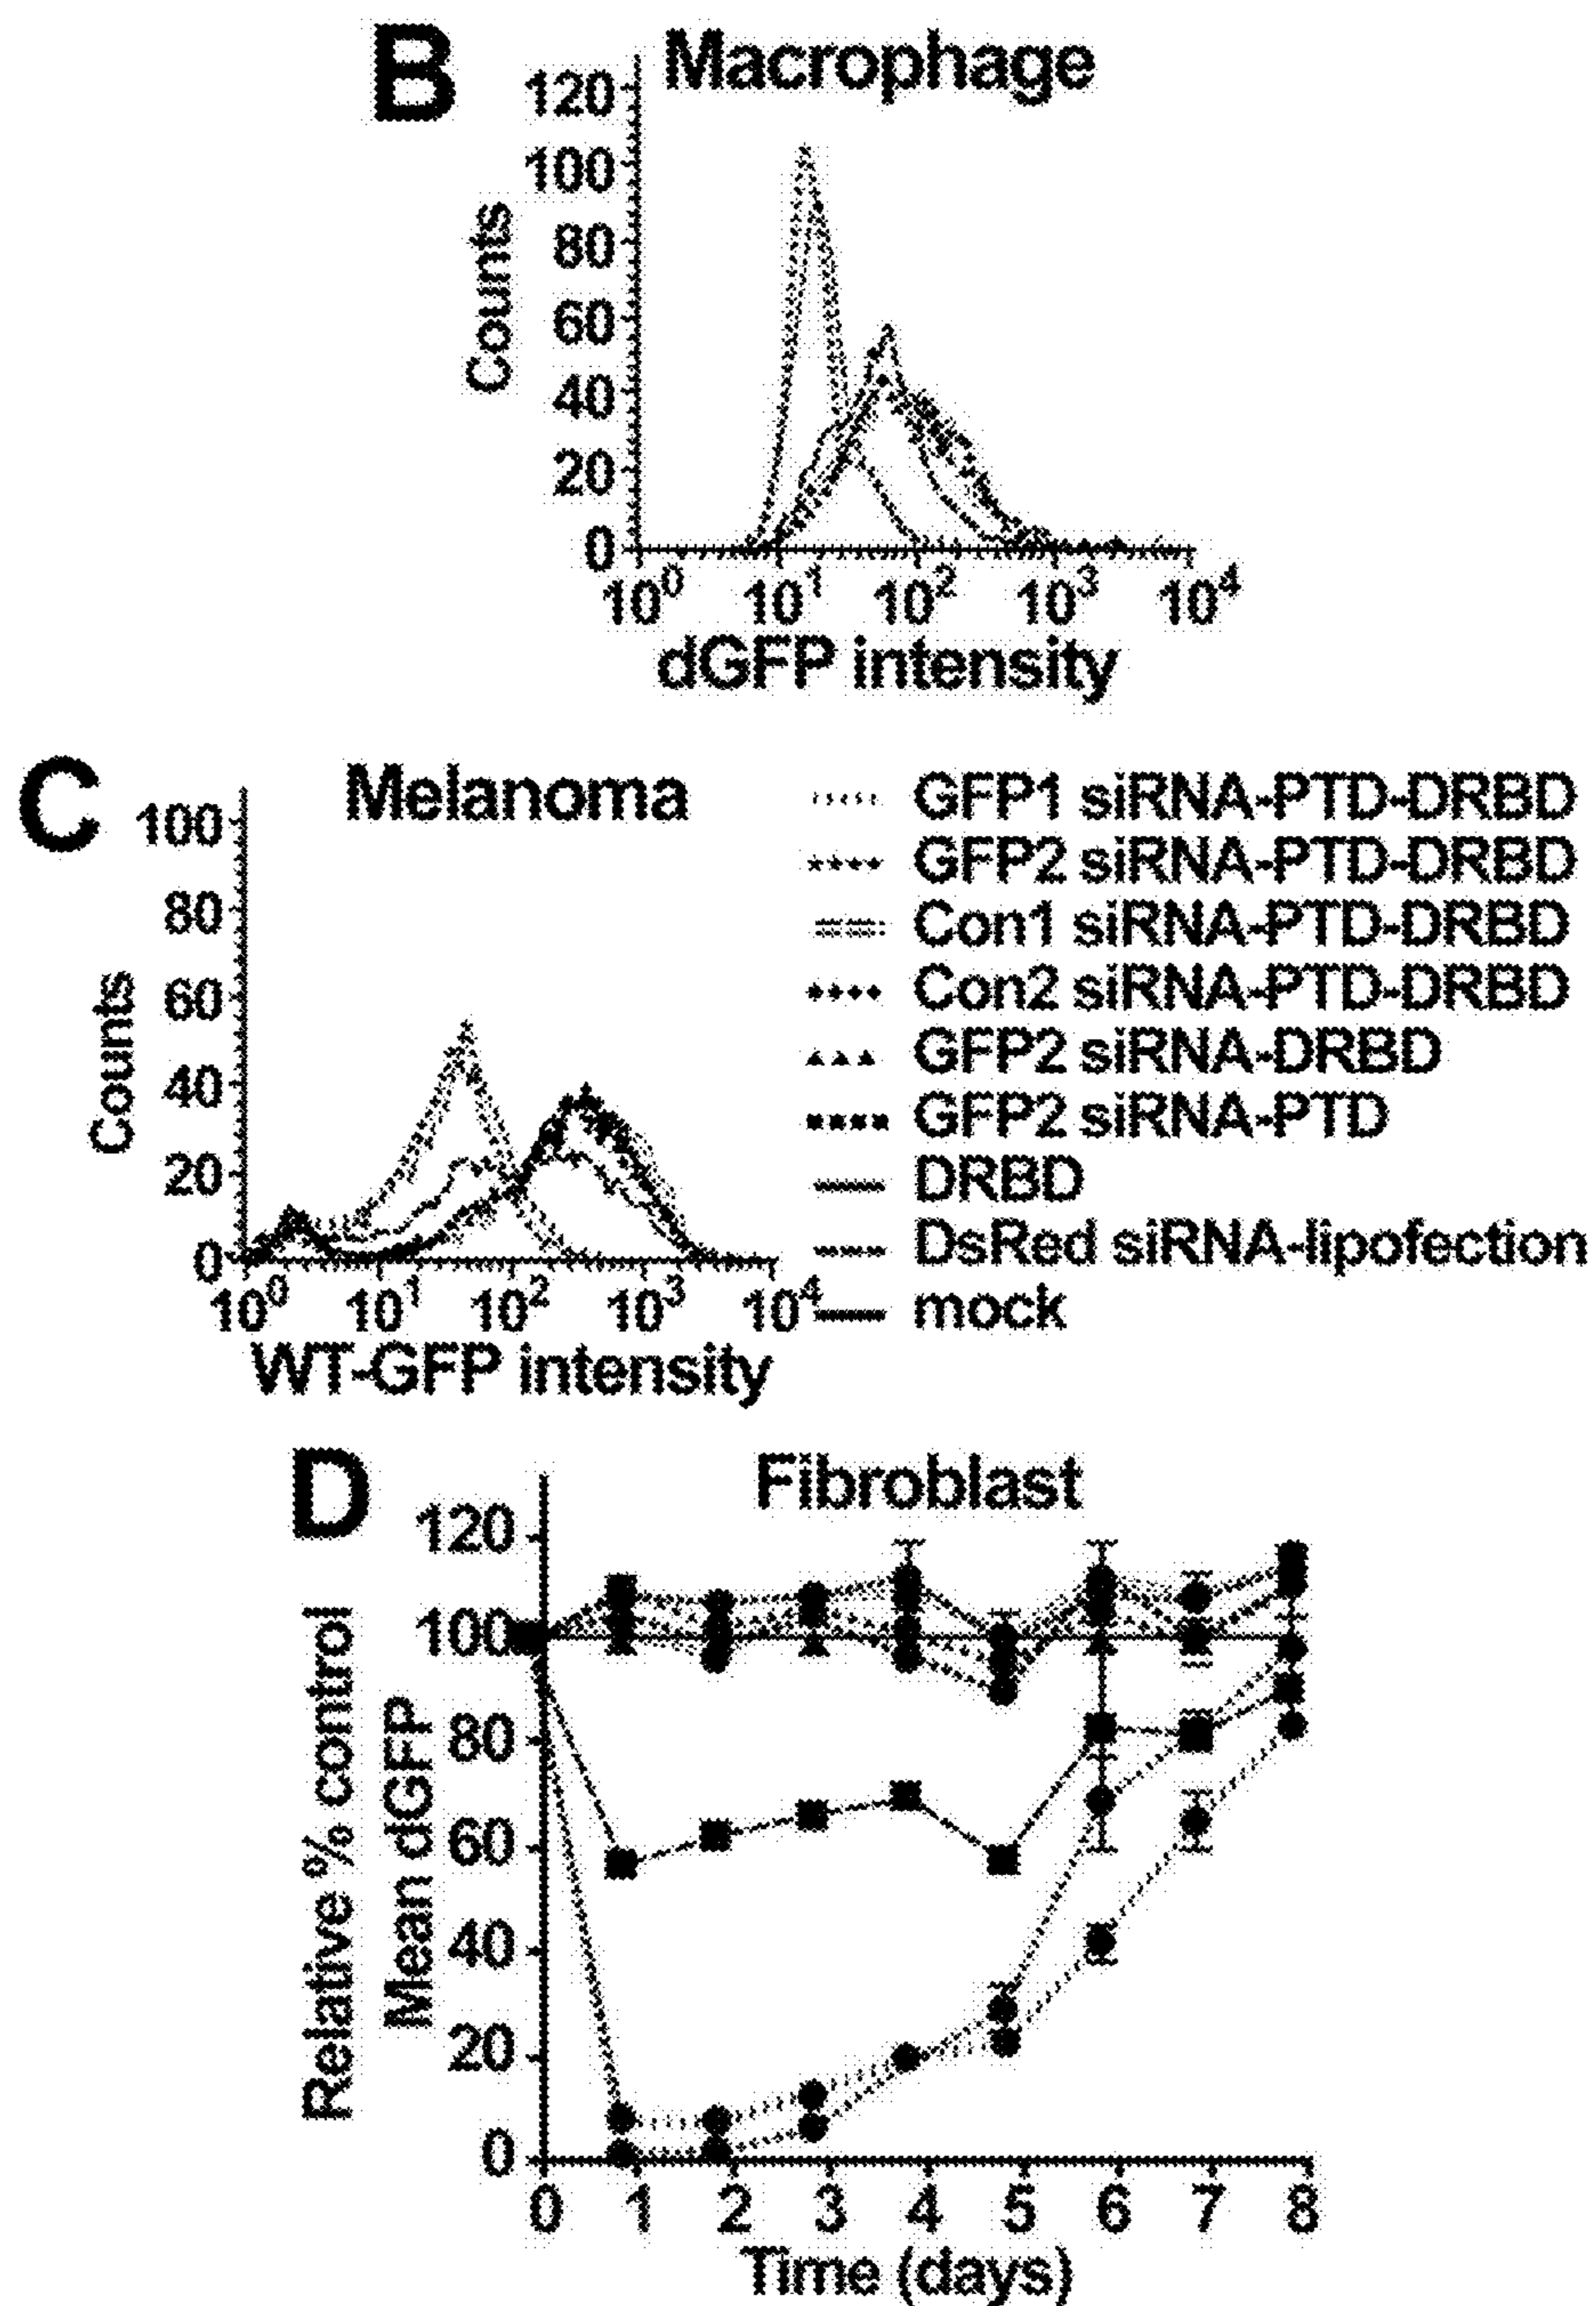 B Macrophage
120
100
80
60
40
20
0
Counts
10⁰ 10¹ 10² 10³ 10⁴
dGFP intensity
C Melanoma
100
80
60
40
20
0
Counts
10⁰ 10¹ 10² 10³ 10⁴
WT-GFP intensity
GFP1 siRNA-PTD-DRBD
GFP2 siRNA-PTD-DRBD
Con1 siRNA-PTD-DRBD
Con2 siRNA-PTD-DRBD
GFP2 siRNA-DRBD
GFP2 siRNA-PTD
DRBD
DsRed siRNA-lipofection
mock
D Fibroblast
120
100
80
60
40
20
0
Relative % control
Mean dGFP
0 1 2 3 4 5 6 7 8
Time (days)